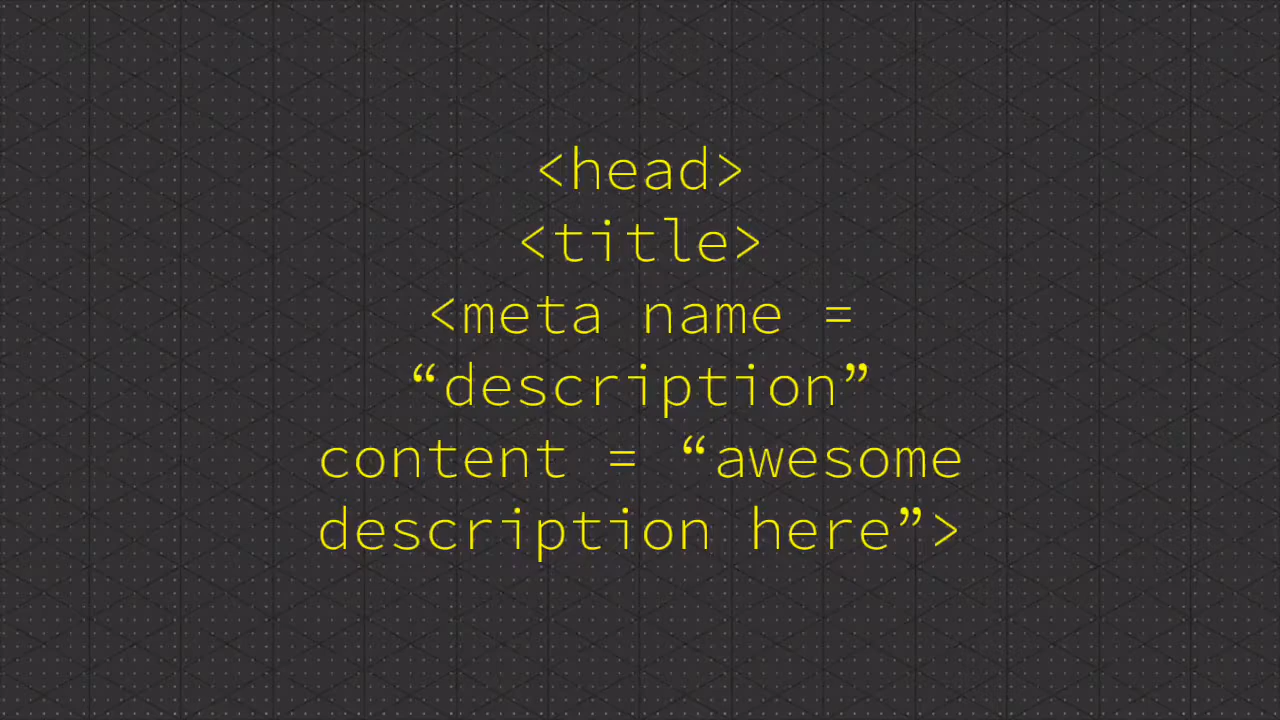 <head>
<title>
<meta name =
“description”
content = “awesome
description here”>